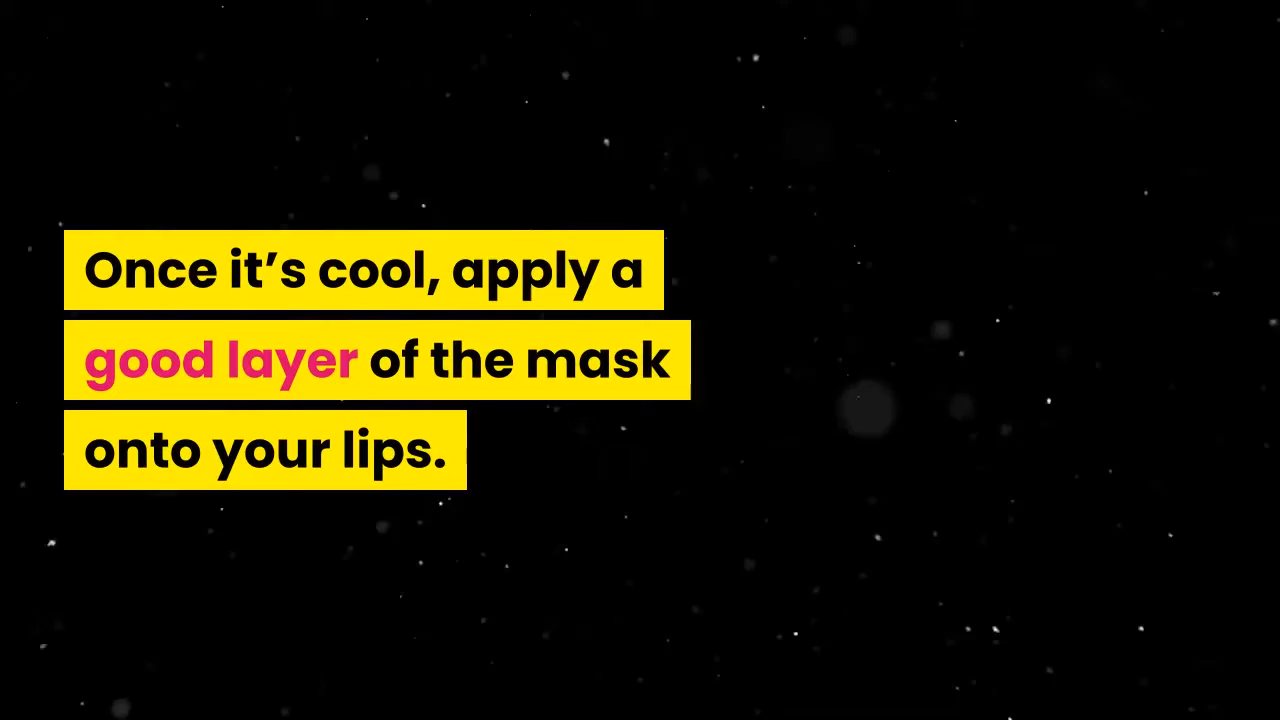 Once it’s cool, apply a
good layer of the mask
onto your lips.